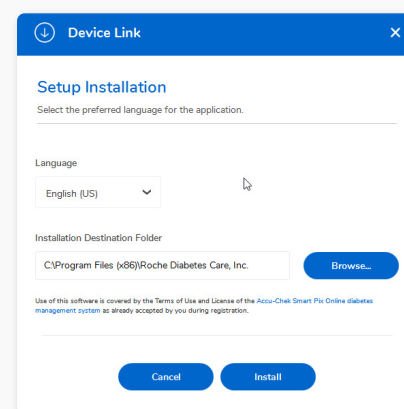 Device Link
Setup Installation
Select the preferred language for the application.
Language
English (US)
Installation Destination Folder
C:\Program Files (x86)\Roche Diabetes Care, Inc.
Browse...
Use of this software is covered by the Terms of Use and License of the Accu-Chek Smart Pix Online diabetes
management system as already accepted by you during registration.
Cancel
Install